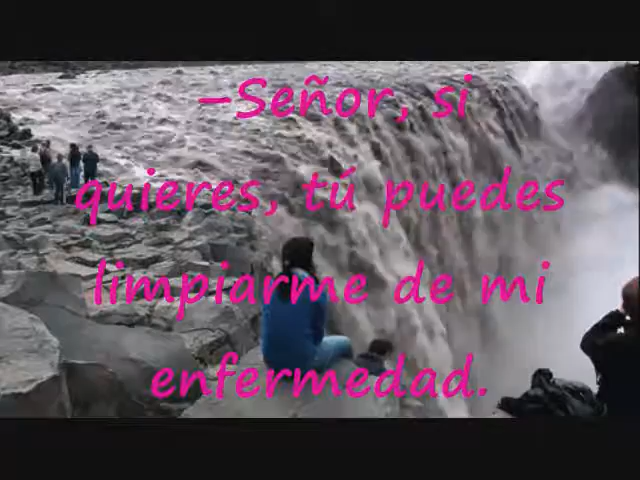 —Señor, si
quieres, tú puedes
limpiarme de mi
enfermedad.